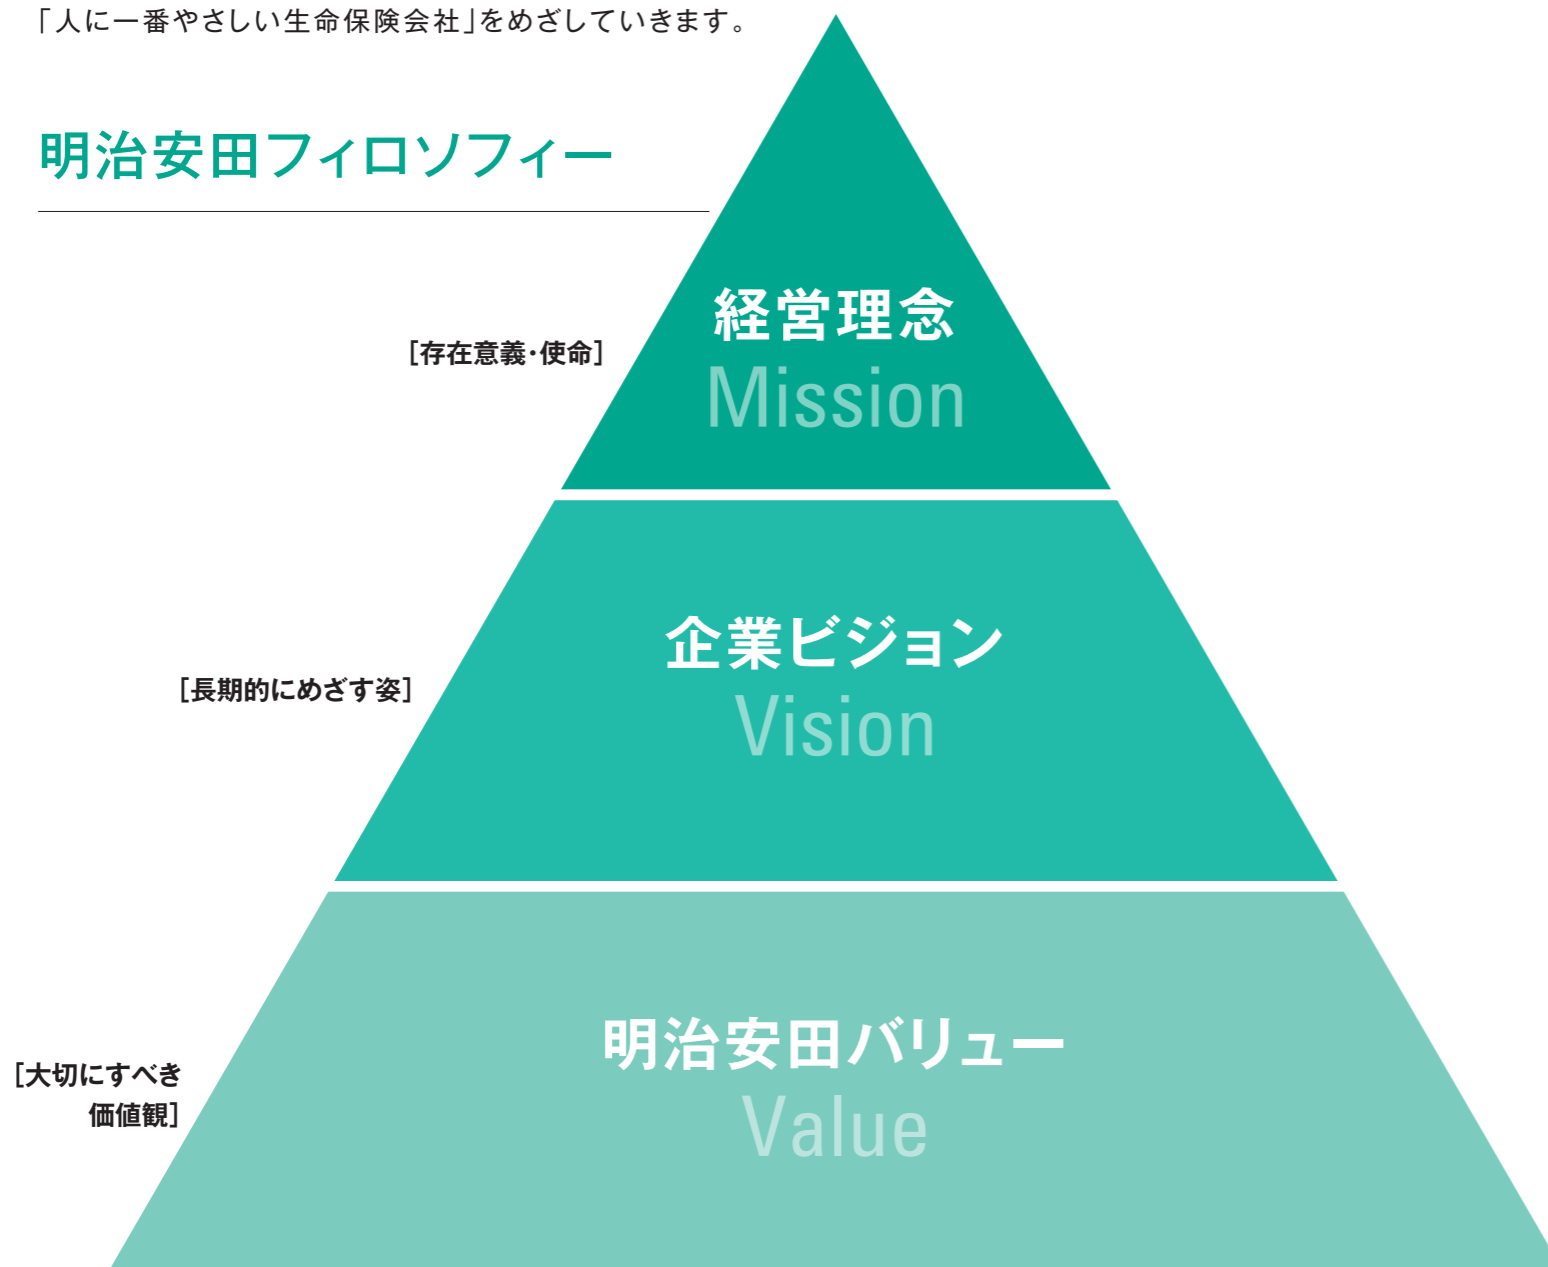 「人に一番やさしい生命保険会社」をめざしていきます。
明治安田フィロソフィー
経営理念
[存在意義・使命]
Mission
企業ビジョン
[長期的にめざす姿]
Vision
明治安田バリュー
[大切にすべき
価値観]
Value